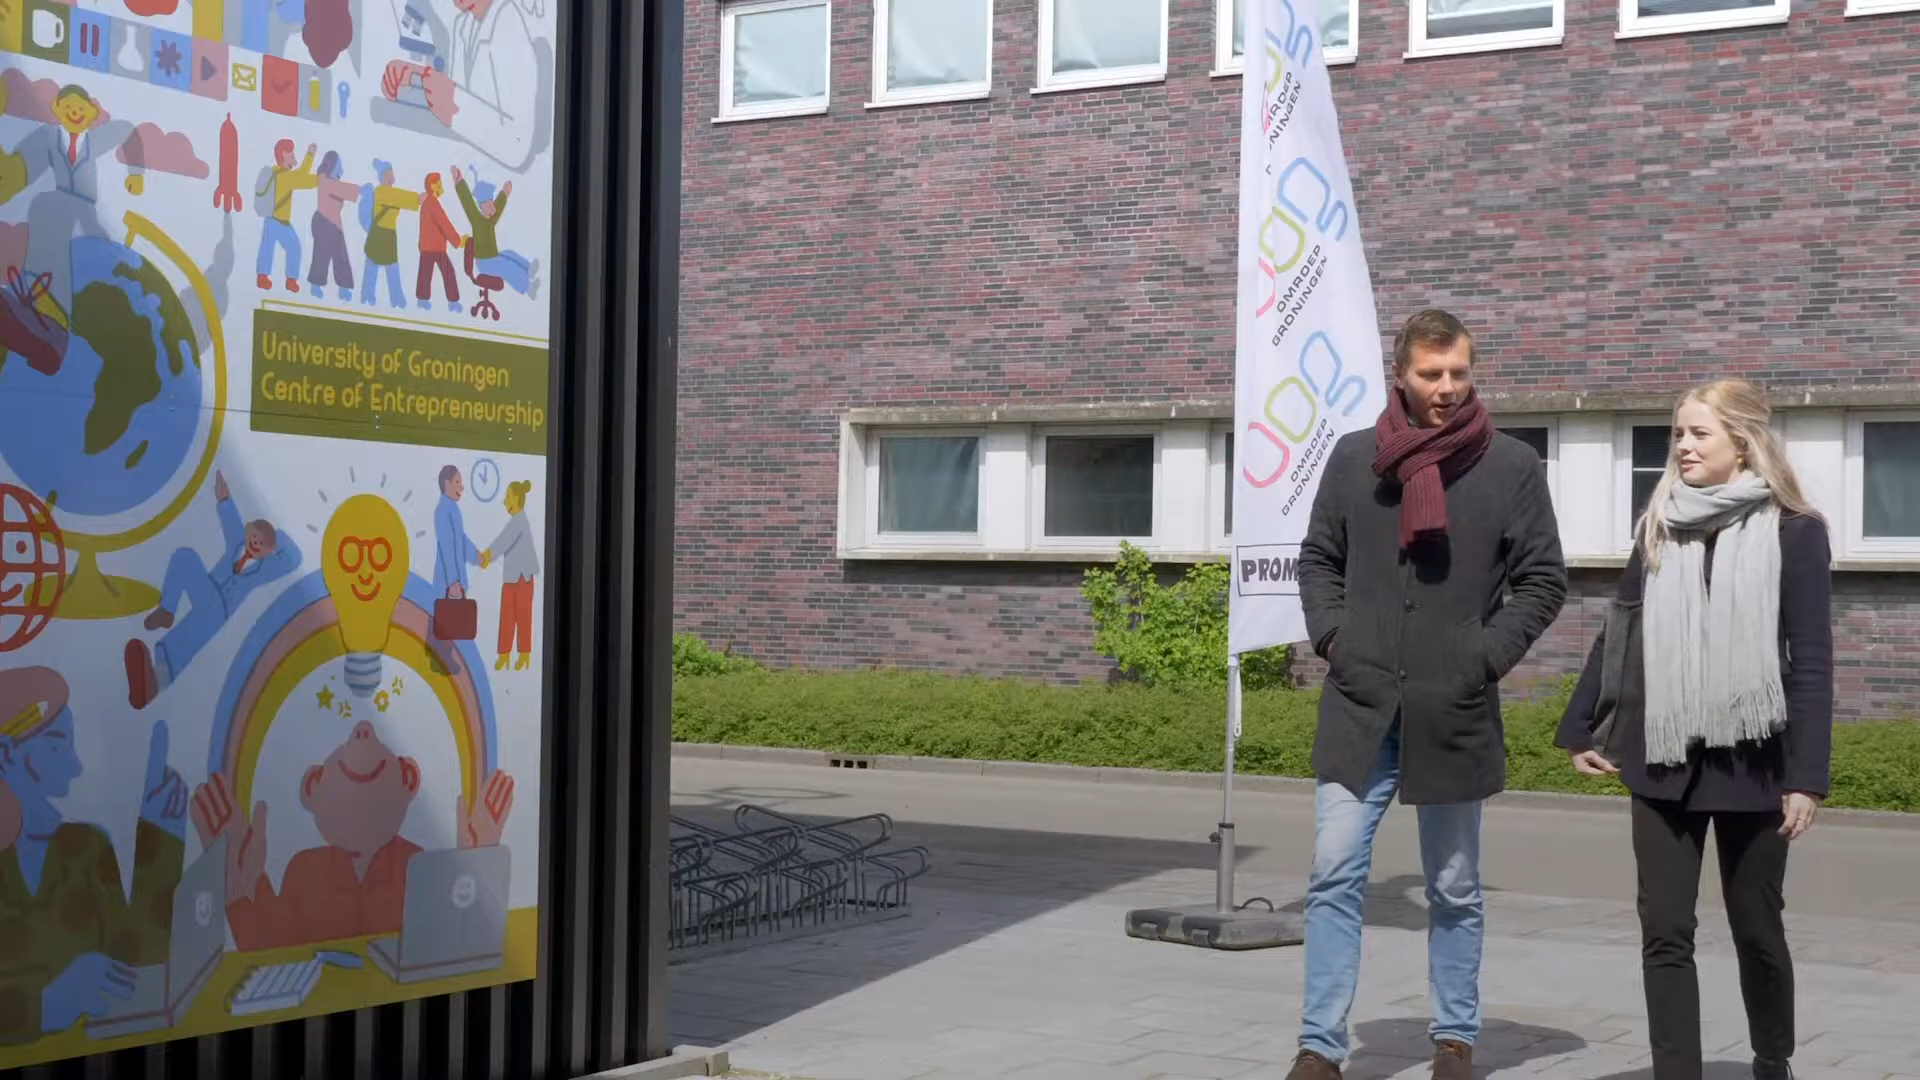 University of Groningen
Centre of Entrepreneurship
OMROEP
GRONINGEN
OMROEP
GRONINGEN
PROM